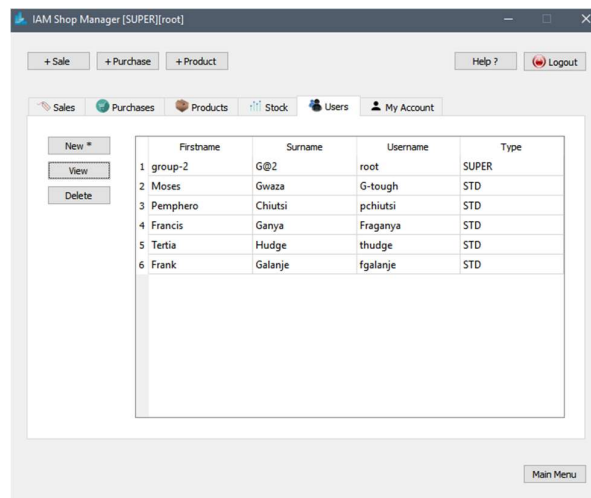 IAM Shop Manager [SUPER][root]
+ Sale + Purchase + Product Help ? Logout
Sales Purchases Products Stock Users My Account
New *
View
Delete
Firstname Surname Username Type
1 group-2 G@2 root SUPER
2 Moses Gwaza G-tough STD
3 Pemphero Chiutsi pchiutsi STD
4 Francis Ganya Fraganya STD
5 Tertia Hudge thudge STD
6 Frank Galanje fgalanje STD
Main Menu